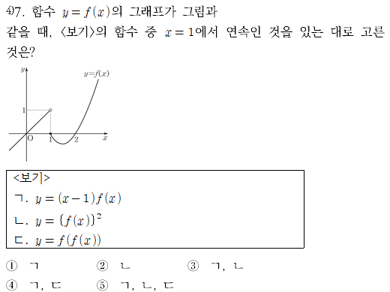 47. 함수 y=f(x)의 그래프가 그림과
같을 때, <보기>의 함수 중 x=1에서 연속인 것을 있는 대로 고른
것은?
y
y=f(x)
1
O 1 2 x
<보기>
ㄱ. y=(x-1)f(x)
ㄴ. y={f(x)}²
ㄷ. y=f(f(x))
① ㄱ ② ㄴ ③ ㄱ, ㄴ
④ ㄱ, ㄷ ⑤ ㄱ, ㄴ, ㄷ